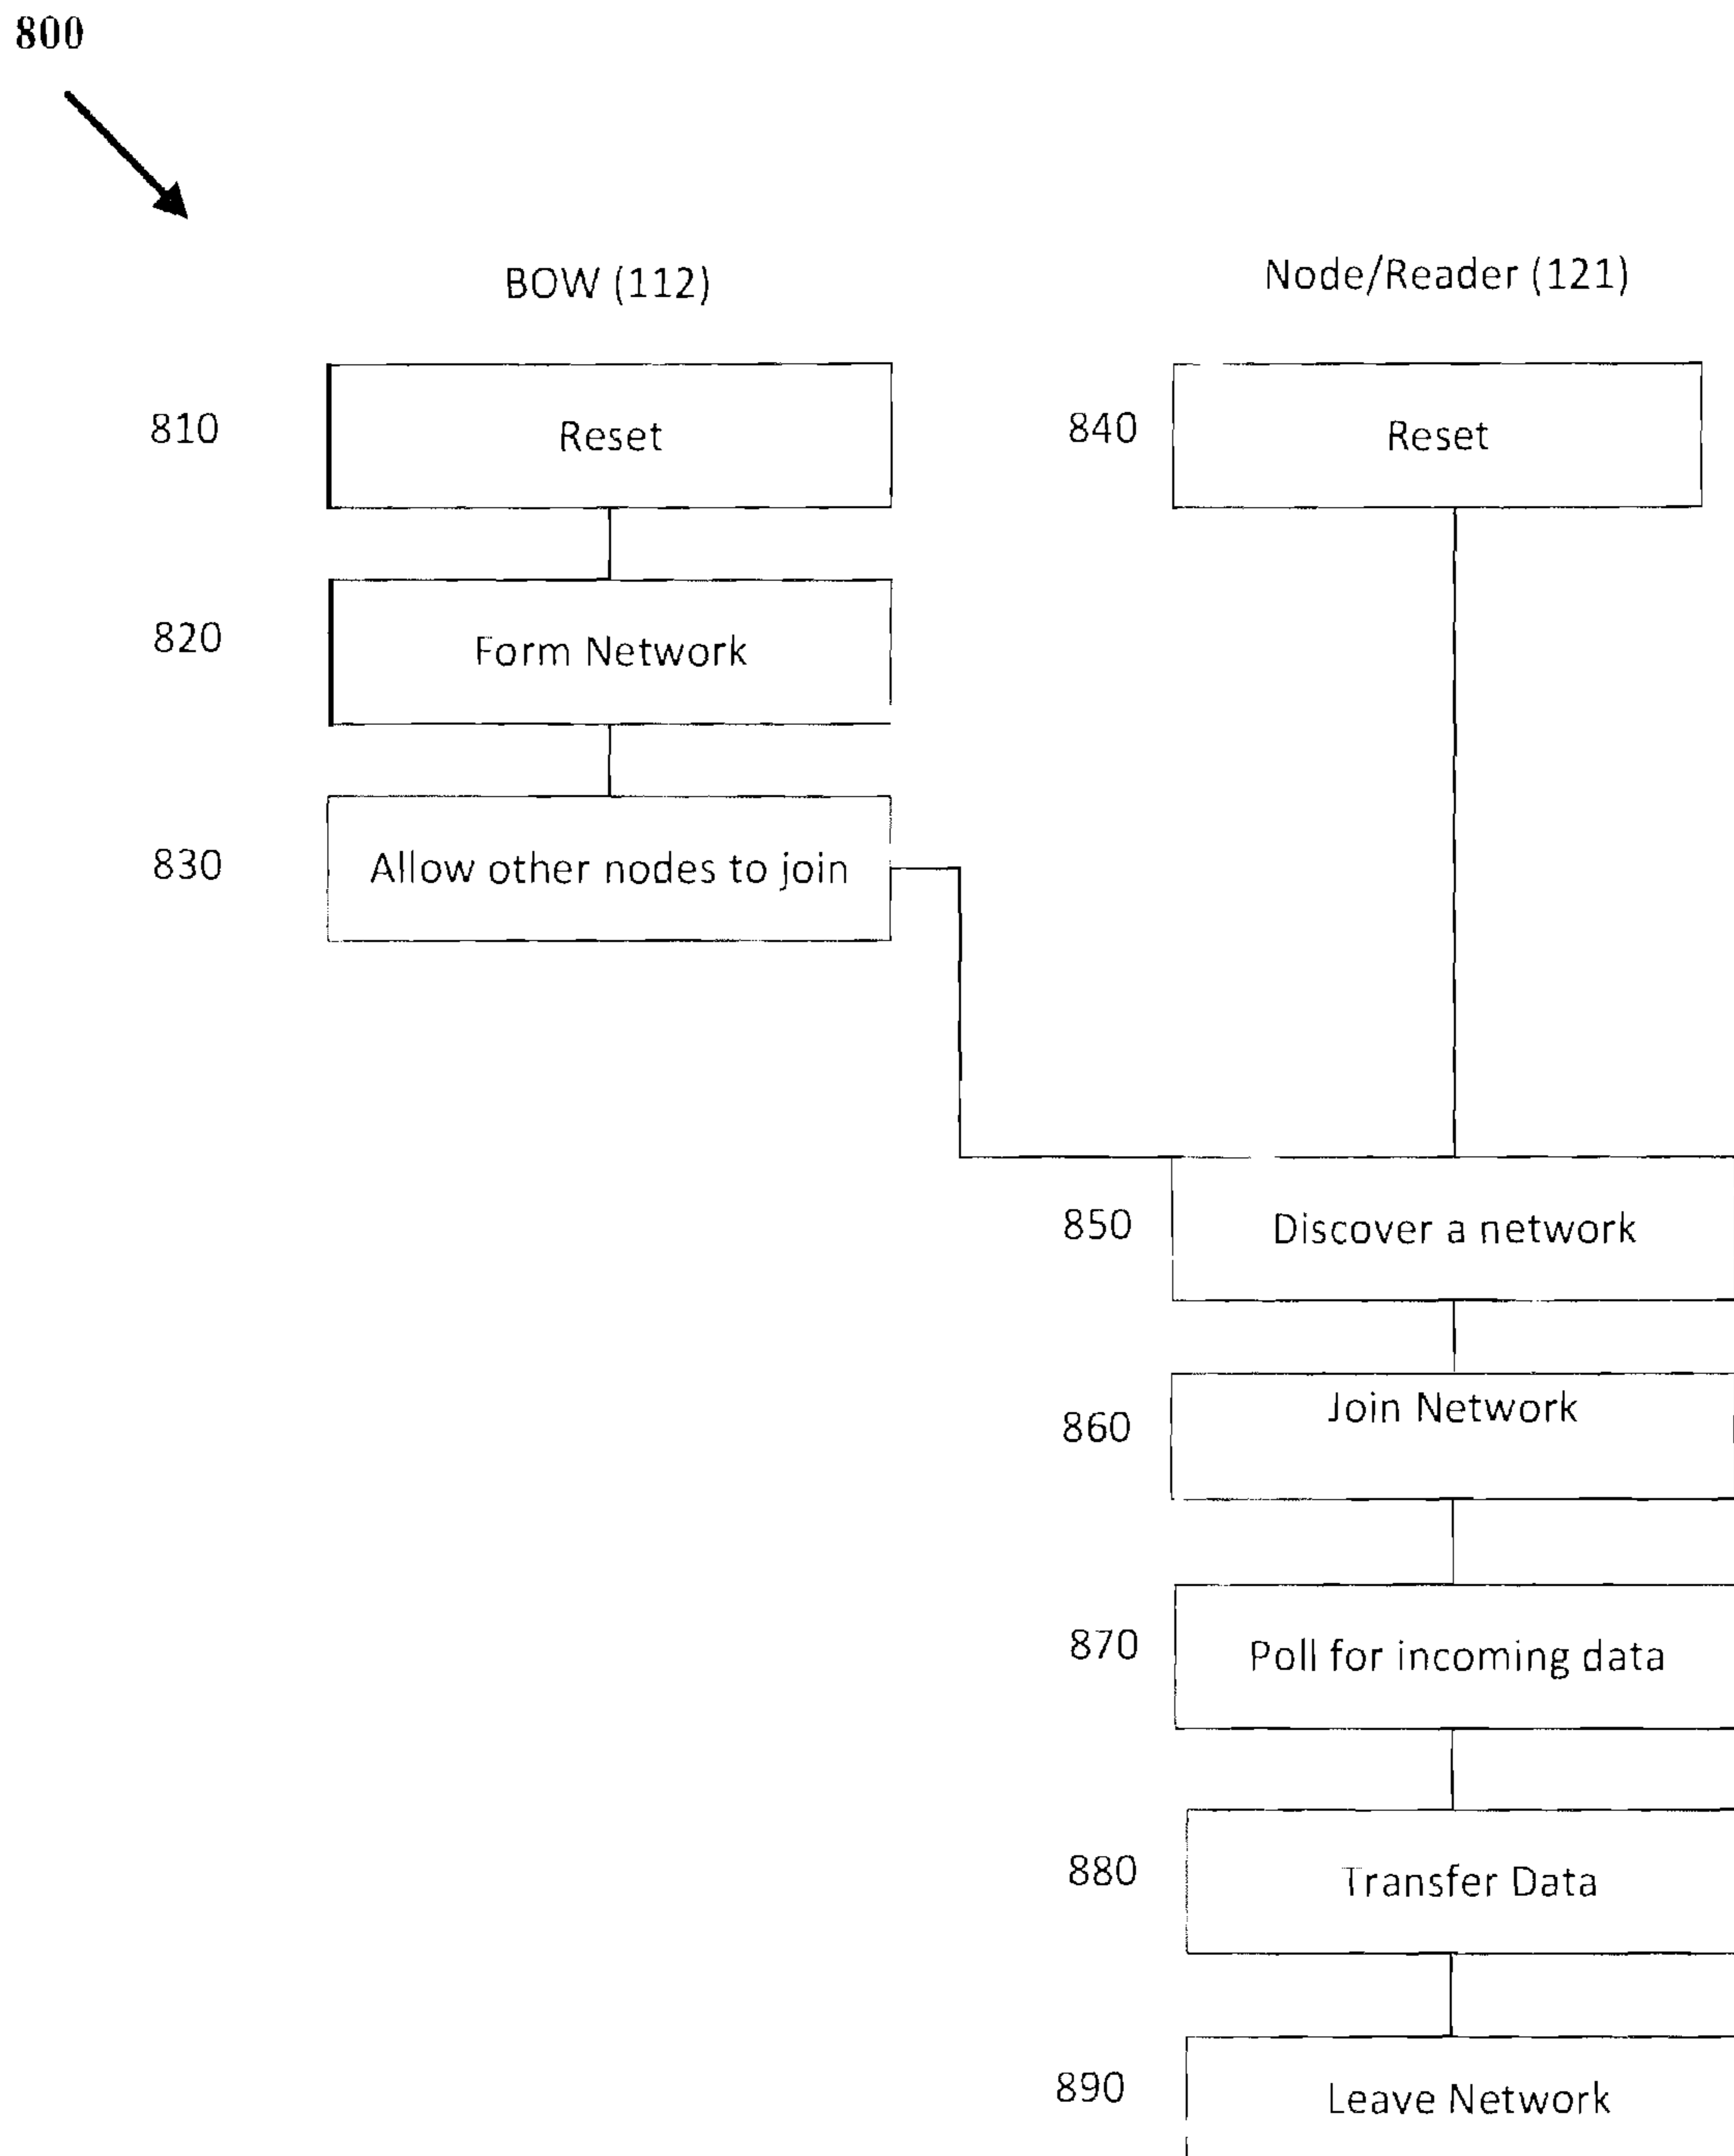 800
BOW (112)
Node/Reader (121)
810
Reset
840
Reset
820
Form Network
830
Allow other nodes to join
850
Discover a network
860
Join Network
870
Poll for incoming data
880
Transfer Data
890
Leave Network